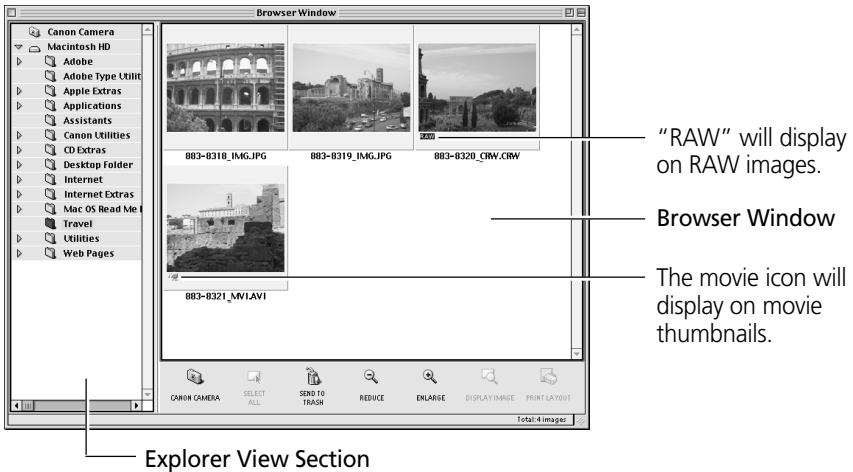 Browser Window
Canon Camera
Macintosh HD
Adobe
Adobe Type Utilit
Apple Extras
Applications
Assistants
Canon Utilities
CD Extras
Desktop Folder
Internet
Internet Extras
Mac OS Read Me
Travel
Utilities
Web Pages
883-8318_IMG.JPG
883-8319_IMG.JPG
RAW
883-8320_CRW.CRW
883-8321_MVI.AVI
CANON CAMERA
SELECT
ALL
SEND TO
TRASH
REDUCE
ENLARGE
DISPLAY IMAGE
PRINT LAYOUT
Total:4 images
“RAW” will display
on RAW images.
Browser Window
The movie icon will
display on movie
thumbnails.
Explorer View Section